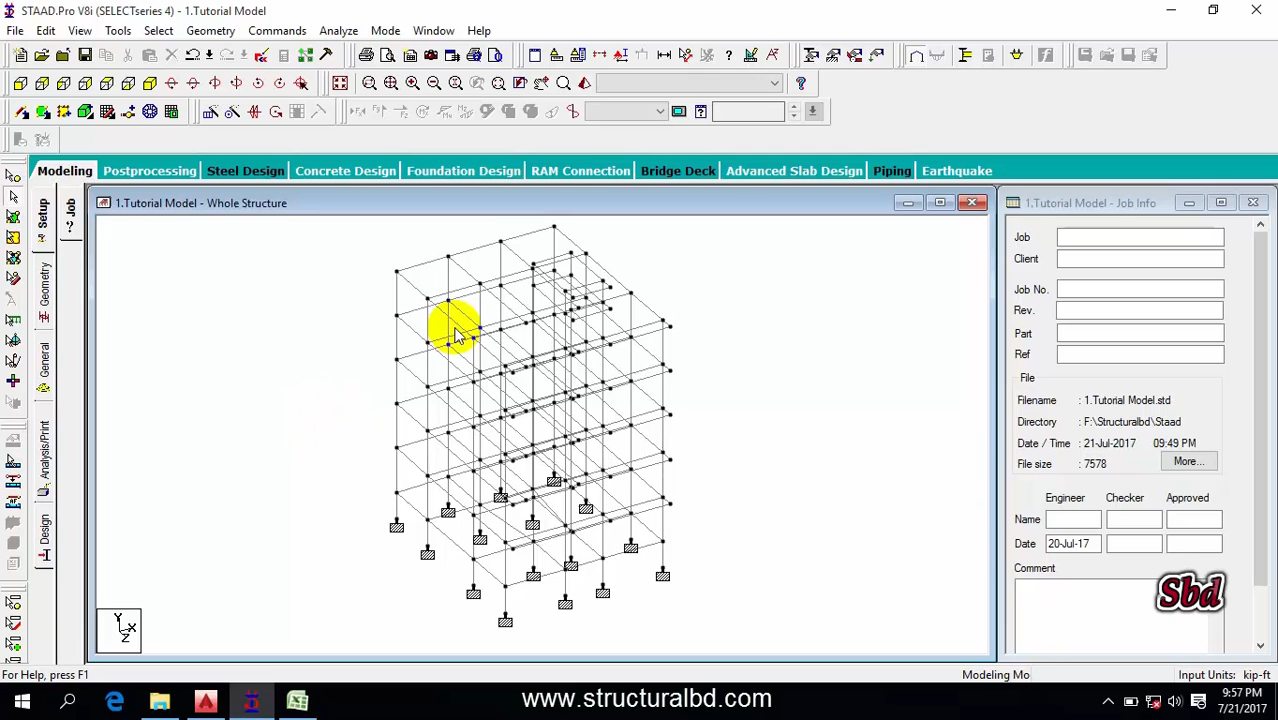 STAAD.Pro V8i (SELECTseries 4) - 1.Tutorial Model
File Edit View Tools Select Geometry Commands Analyze Mode Window Help
Modeling Postprocessing Steel Design Concrete Design Foundation Design RAM Connection Bridge Deck Advanced Slab Design Piping Earthquake
Setup
Geometry
General
Analysis/Print
Design
Job
1.Tutorial Model - Whole Structure
Y
X
Z
1.Tutorial Model - Job Info
Job
Client
Job No.
Rev.
Part
Ref
File
Filename : 1.Tutorial Model.std
Directory : F:\Structuralbd\Staad
Date / Time : 21-Jul-2017 09:49 PM
File size : 7578 More...
Engineer Checker Approved
Name
Date 20-Jul-17
Comment
Sbd
For Help, press F1 Modeling Mo Input Units: kip-ft
www.structuralbd.com
9:57 PM
7/21/2017